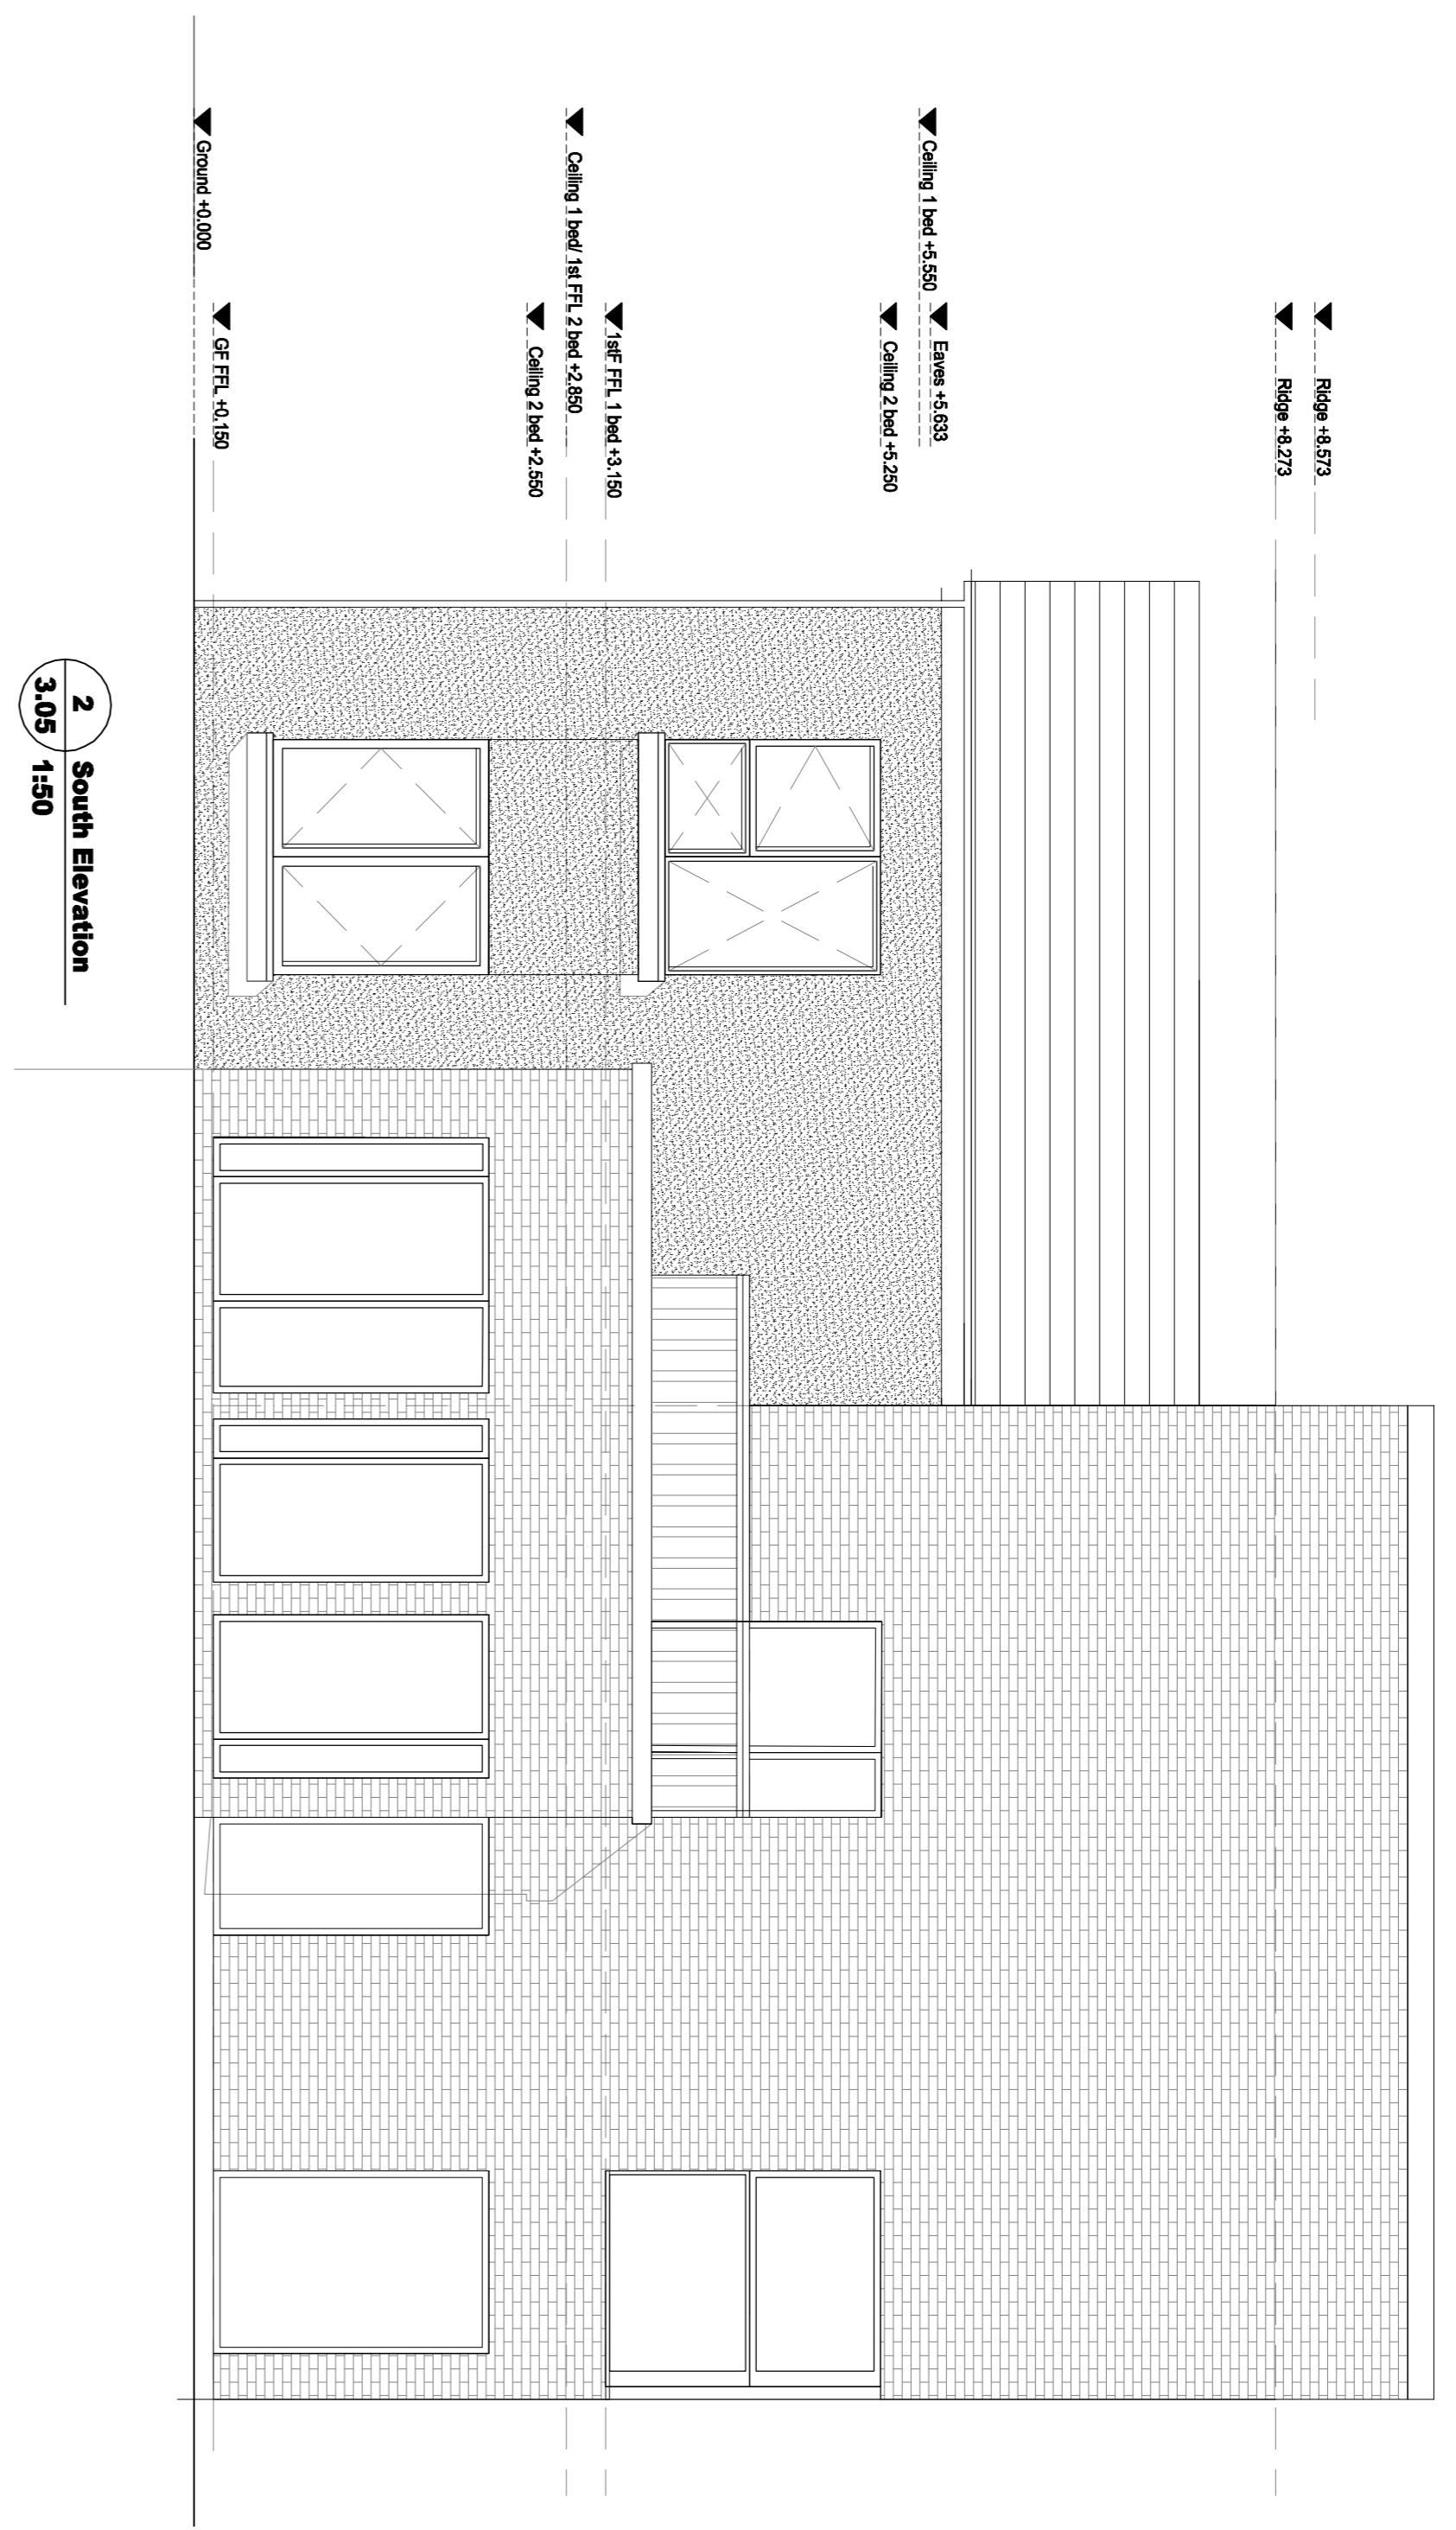 Ridge +8.573
Ridge +8.273
Eaves +5.633
Ceiling 1 bed +5.550
Ceiling 2 bed +5.250
1stF FFL 1 bed +3.150
Ceiling 1 bed/ 1st FFL 2 bed +2.850
Ceiling 2 bed +2.550
GF FFL +0.150
Ground +0.000
2 South Elevation
3.05 1:50